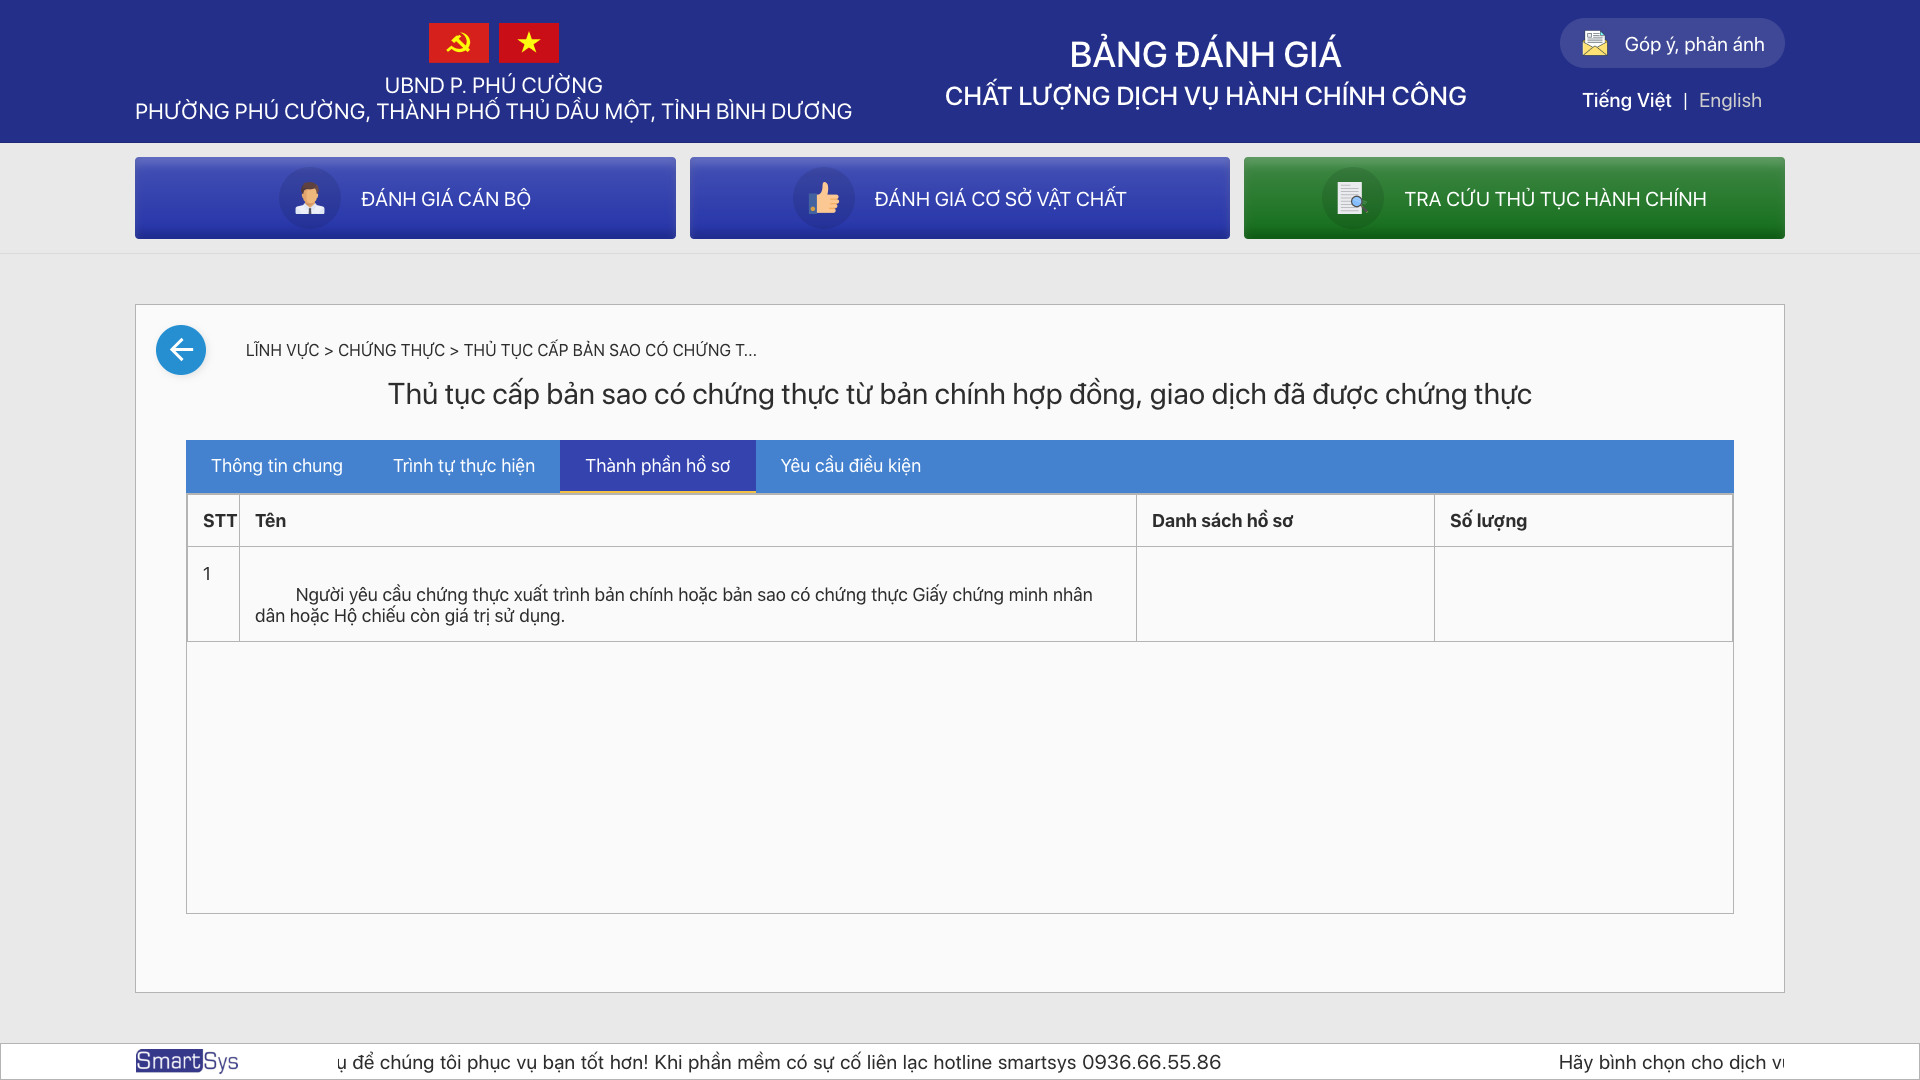 UBND P. PHÚ CƯỜNG
PHƯỜNG PHÚ CƯỜNG, THÀNH PHỐ THỦ DẦU MỘT, TỈNH BÌNH DƯƠNG
BẢNG ĐÁNH GIÁ
CHẤT LƯỢNG DỊCH VỤ HÀNH CHÍNH CÔNG
Góp ý, phản ánh
Tiếng Việt | English
ĐÁNH GIÁ CÁN BỘ
ĐÁNH GIÁ CƠ SỞ VẬT CHẤT
TRA CỨU THỦ TỤC HÀNH CHÍNH
LĨNH VỰC > CHỨNG THỰC > THỦ TỤC CẤP BẢN SAO CÓ CHỨNG T...
Thủ tục cấp bản sao có chứng thực từ bản chính hợp đồng, giao dịch đã được chứng thực
Thông tin chung
Trình tự thực hiện
Thành phần hồ sơ
Yêu cầu điều kiện
STT
Tên
Danh sách hồ sơ
Số lượng
1
Người yêu cầu chứng thực xuất trình bản chính hoặc bản sao có chứng thực Giấy chứng minh nhân
dân hoặc Hộ chiếu còn giá trị sử dụng.
SmartSys
ụ để chúng tôi phục vụ bạn tốt hơn! Khi phần mềm có sự cố liên lạc hotline smartsys 0936.66.55.86
Hãy bình chọn cho dịch vụ